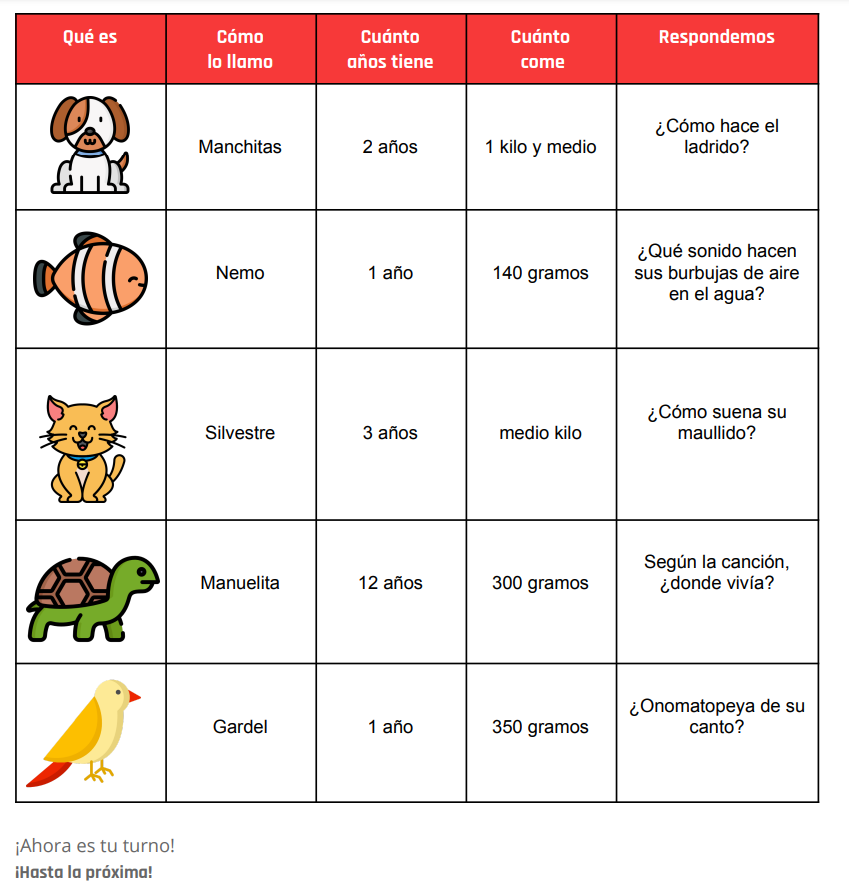 Qué es
Cómo
lo llamo
Cuánto
años tiene
Cuánto
come
Respondemos
Manchitas
2 años
1 kilo y medio
¿Cómo hace el
ladrido?
Nemo
1 año
140 gramos
¿Qué sonido hacen
sus burbujas de aire
en el agua?
Silvestre
3 años
medio kilo
¿Cómo suena su
maullido?
Manuelita
12 años
300 gramos
Según la canción,
¿donde vivía?
Gardel
1 año
350 gramos
¿Onomatopeya de su
canto?
¡Ahora es tu turno!
¡Hasta la próxima!